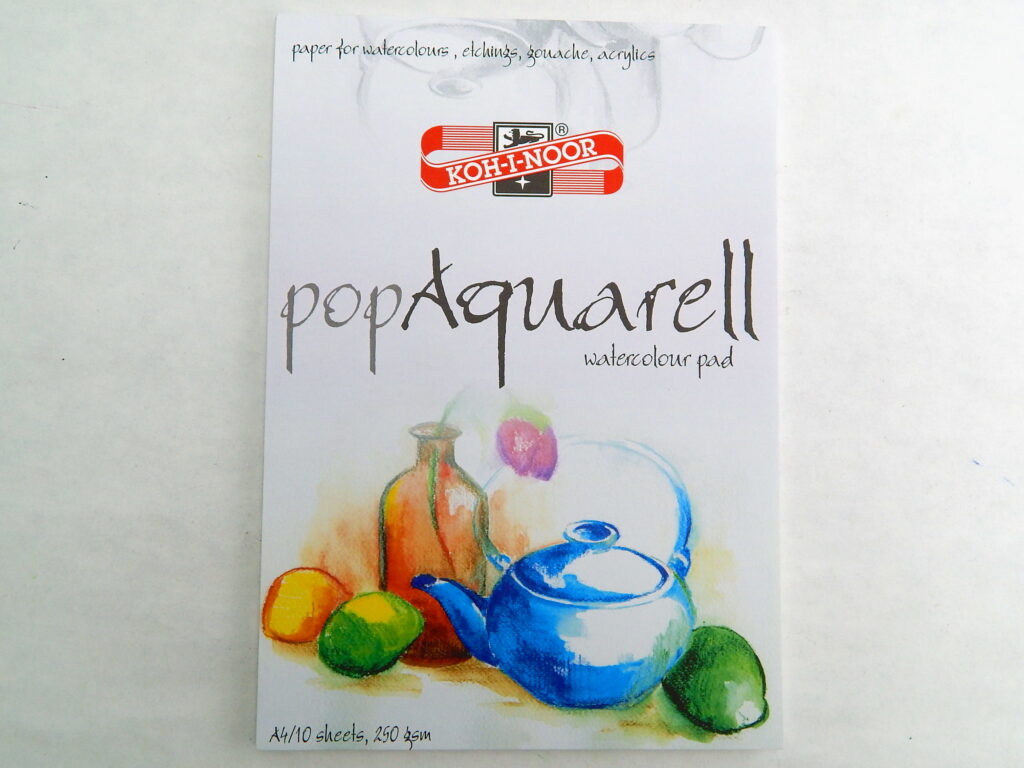 paper for watercolours, etchings, gouache, acrylics
®
KOH-I-NOOR
popAquarell
watercolour pad
A4/10 sheets, 250 gsm